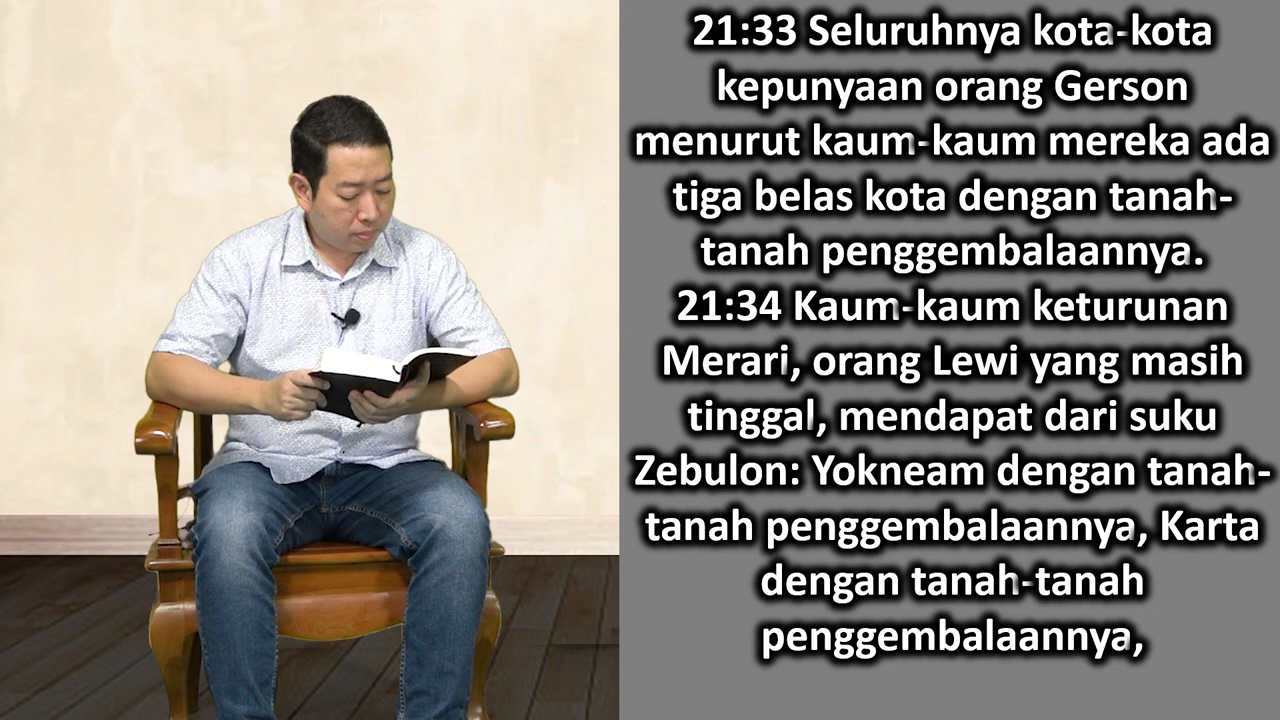 21:33 Seluruhnya kota-kota
kepunyaan orang Gerson
menurut kaum-kaum mereka ada
tiga belas kota dengan tanah-
tanah penggembalaannya.
21:34 Kaum-kaum keturunan
Merari, orang Lewi yang masih
tinggal, mendapat dari suku
Zebulon: Yokneam dengan tanah-
tanah penggembalaannya, Karta
dengan tanah-tanah
penggembalaannya,